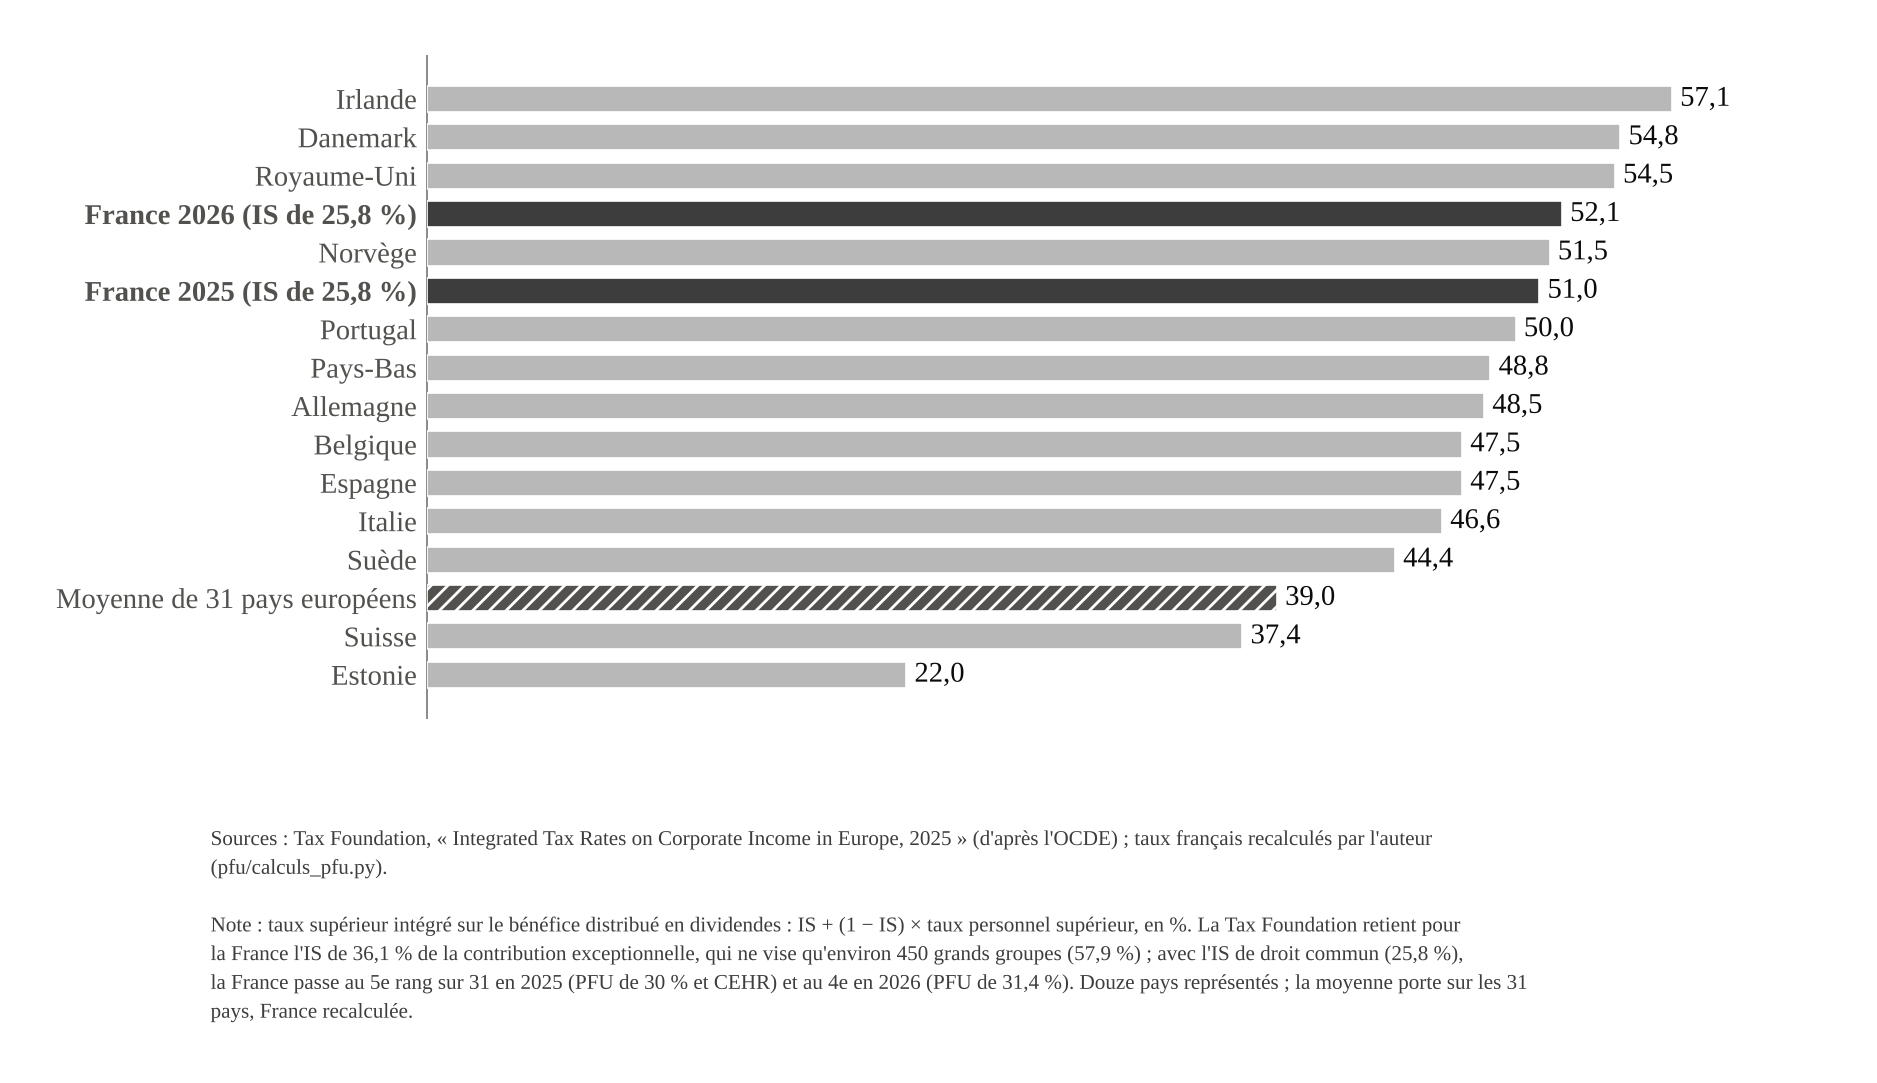 Irlande 57,1
Danemark 54,8
Royaume-Uni 54,5
France 2026 (IS de 25,8 %) 52,1
Norvège 51,5
France 2025 (IS de 25,8 %) 51,0
Portugal 50,0
Pays-Bas 48,8
Allemagne 48,5
Belgique 47,5
Espagne 47,5
Italie 46,6
Suède 44,4
Moyenne de 31 pays européens 39,0
Suisse 37,4
Estonie 22,0
Sources : Tax Foundation, « Integrated Tax Rates on Corporate Income in Europe, 2025 » (d'après l'OCDE) ; taux français recalculés par l'auteur
(pfu/calculs_pfu.py).
Note : taux supérieur intégré sur le bénéfice distribué en dividendes : IS + (1 − IS) × taux personnel supérieur, en %. La Tax Foundation retient pour
la France l'IS de 36,1 % de la contribution exceptionnelle, qui ne vise qu'environ 450 grands groupes (57,9 %) ; avec l'IS de droit commun (25,8 %),
la France passe au 5e rang sur 31 en 2025 (PFU de 30 % et CEHR) et au 4e en 2026 (PFU de 31,4 %). Douze pays représentés ; la moyenne porte sur les 31
pays, France recalculée.